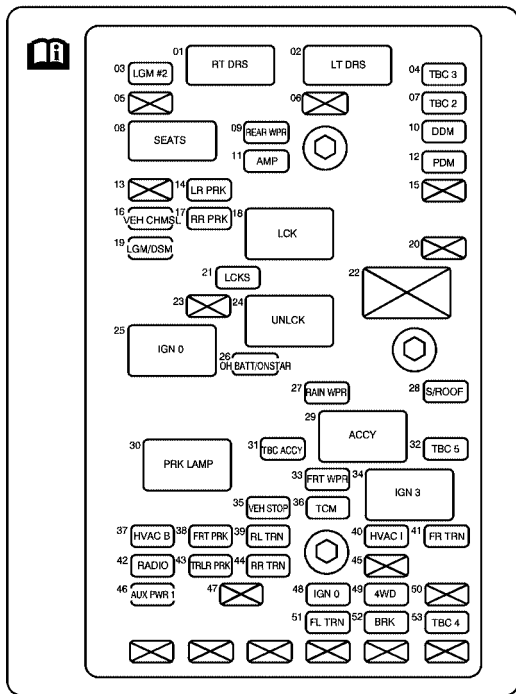 01 RT DRS 02 LT DRS
03 LGM #2 04 TBC 3
05 06 07 TBC 2
08 SEATS 09 REAR WPR 10 DDM
11 AMP 12 PDM
13 14 LR PRK 15
16 VEH CHMSL 17 RR PRK 18 LCK
19 LGM/DSM 20
21 LCKS 22
23 24 UNLCK
25 IGN 0 26 OH BATT/ONSTAR
27 RAIN WPR 28 S/ROOF
29 ACCY
30 PRK LAMP 31 TBC ACCY 32 TBC 5
33 FRT WPR 34 IGN 3
35 VEH STOP 36 TCM
37 HVAC B 38 FRT PRK 39 RL TRN 40 HVAC I 41 FR TRN
42 RADIO 43 TRLR PRK 44 RR TRN 45
46 AUX PWR 1 47 48 IGN 0 49 4WD 50
51 FL TRN 52 BRK 53 TBC 4